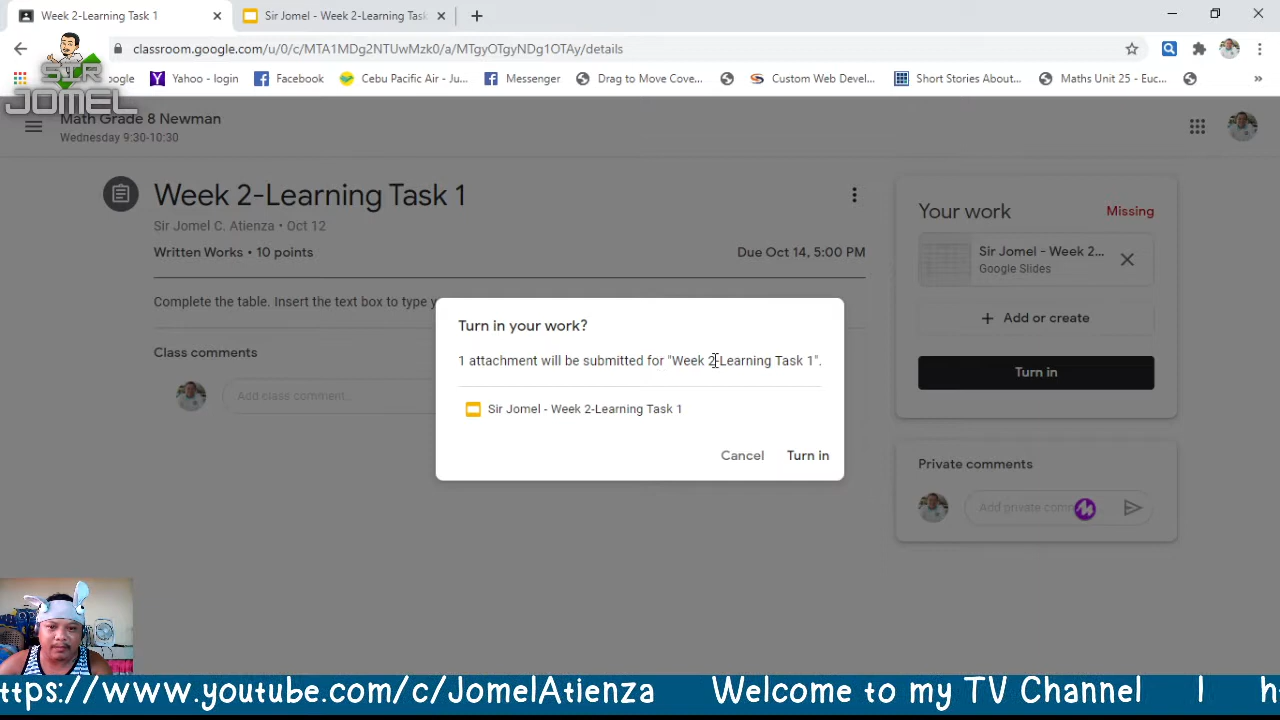 Week 2-Learning Task 1
Sir Jomel - Week 2-Learning Task
classroom.google.com/u/0/c/MTA1MDg2NTUwMzk0/a/MTgyOTgyNDg1OTAy/details
Yahoo - login
Facebook
Cebu Pacific Air - Ju...
Messenger
Drag to Move Cove...
Custom Web Devel...
Short Stories About...
Maths Unit 25 - Euc...
SIR
JOMEL
Math Grade 8 Newman
Wednesday 9:30-10:30
Week 2-Learning Task 1
Sir Jomel C. Atienza • Oct 12
Written Works • 10 points
Due Oct 14, 5:00 PM
Complete the table. Insert the text box to type
Class comments
Add class comment...
Turn in your work?
1 attachment will be submitted for "Week 2-Learning Task 1".
Sir Jomel - Week 2-Learning Task 1
Cancel
Turn in
Your work
Missing
Sir Jomel - Week 2...
Google Slides
+ Add or create
Turn in
Private comments
Add private
ttps://www.youtube.com/c/JomelAtienza Welcome to my TV Channel